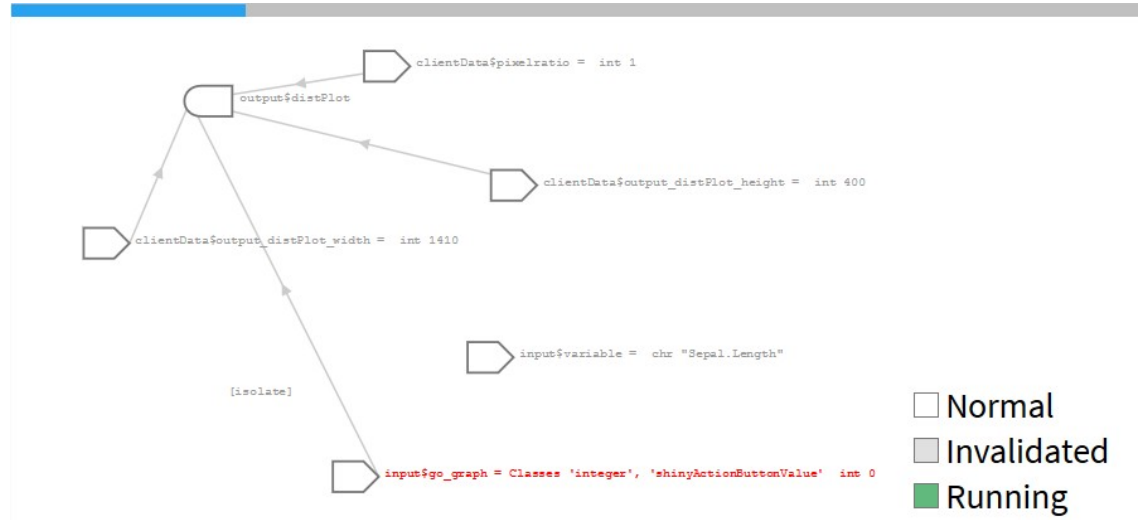 clientData$pixelratio =  int 1
output$distPlot
clientData$output_distPlot_height =  int 400
clientData$output_distPlot_width =  int 1410
input$variable =  chr "Sepal.Length"
[isolate]
input$go_graph = Classes 'integer', 'shinyActionButtonValue'  int 0
Normal
Invalidated
Running